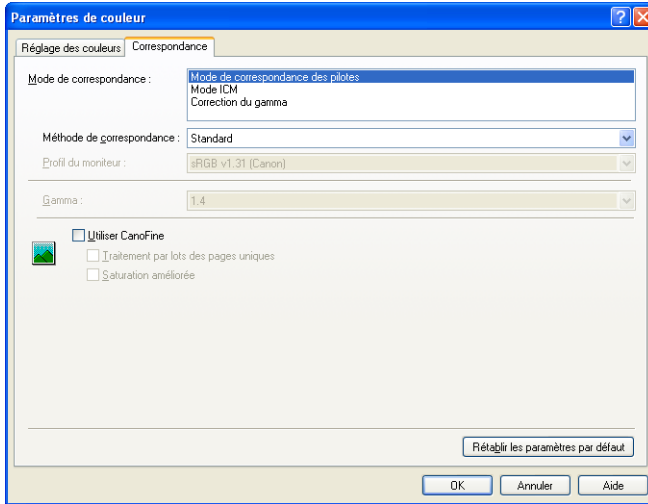 Paramètres de couleur
Réglage des couleurs Correspondance
Mode de correspondance : Mode de correspondance des pilotes
Mode ICM
Correction du gamma
Méthode de correspondance : Standard
Profil du moniteur : sRGB v1.31 (Canon)
Gamma : 1.4
Utiliser CanoFine
Traitement par lots des pages uniques
Saturation améliorée
Rétablir les paramètres par défaut
OK Annuler Aide